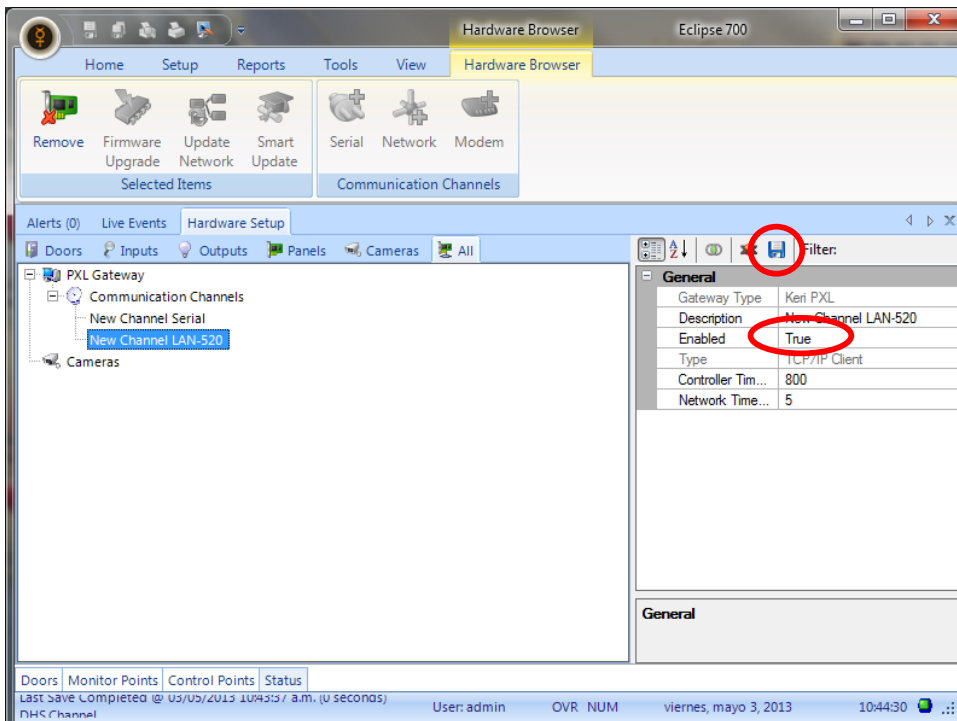 Hardware Browser Eclipse 700
Home Setup Reports Tools View Hardware Browser
Remove Firmware Upgrade Update Network Smart Update Serial Network Modem
Selected Items Communication Channels
Alerts (0) Live Events Hardware Setup
Doors Inputs Outputs Panels Cameras All Filter:
PXL Gateway
Communication Channels
New Channel Serial
New Channel LAN-520
Cameras
General
Gateway Type Keri PXL
Description New Channel LAN-520
Enabled True
Type TCP/IP Client
Controller Tim... 800
Network Time... 5
General
Doors Monitor Points Control Points Status
Last Save Completed @ 03/05/2013 10:43:37 a.m. (0 seconds)
DHS Channel
User: admin OVR NUM viernes, mayo 3, 2013 10:44:30